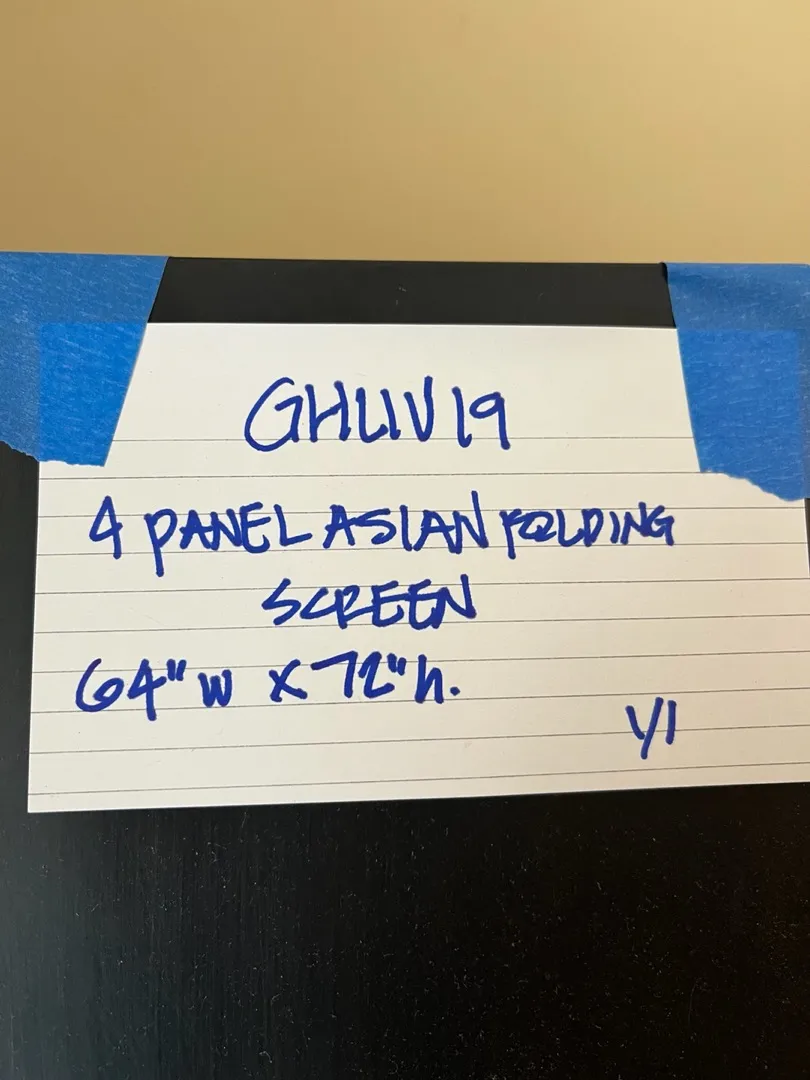 GHLIV19
4 PANEL ASIAN FOLDING
SCREEN
64" W X 72" h.
Y1